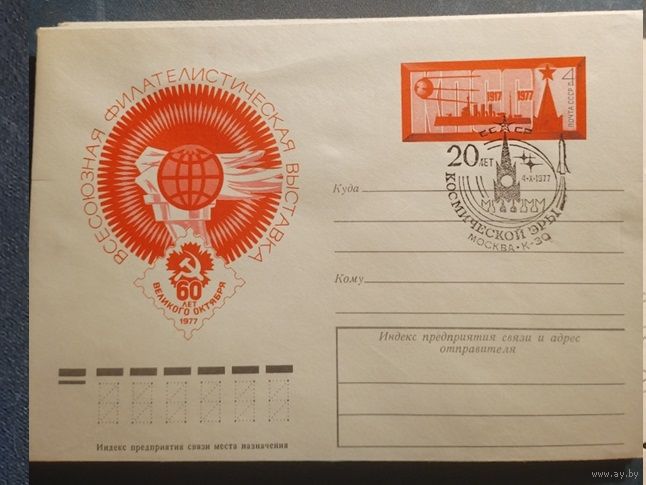 ВСЕСОЮЗНАЯ ФИЛАТЕЛИСТИЧЕСКАЯ ВЫСТАВКА
60
ЛЕТ
ВЕЛИКОГО ОКТЯБРЯ
1977
1917 1977
4
ПОЧТА СССР
СССР
20 ЛЕТ
4-X-1977
КОСМИЧЕСКОЙ ЭРЫ
МОСКВА • К-30
Куда
Кому
Индекс предприятия связи и адрес
отправителя
Индекс предприятия связи места назначения
www.ay.by